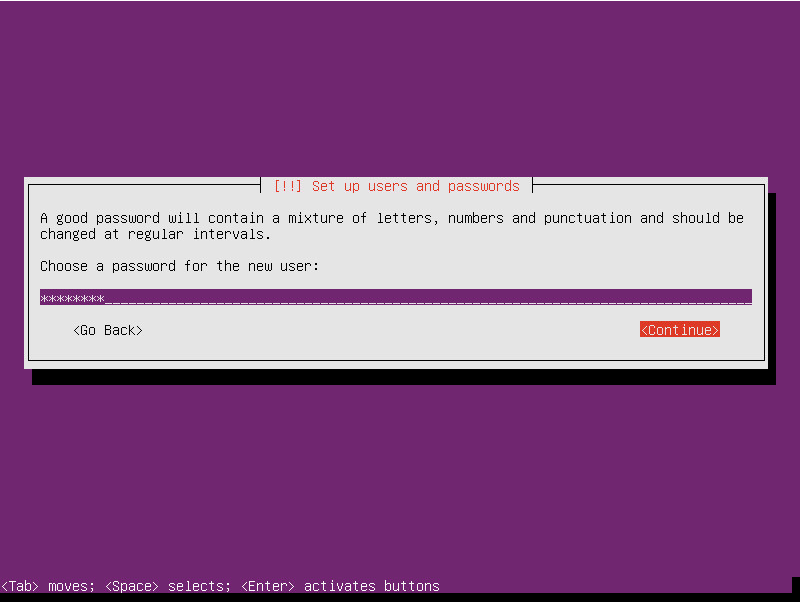 [!!] Set up users and passwords
A good password will contain a mixture of letters, numbers and punctuation and should be
changed at regular intervals.
Choose a password for the new user:
********
<Go Back> <Continue>
<Tab> moves; <Space> selects; <Enter> activates buttons